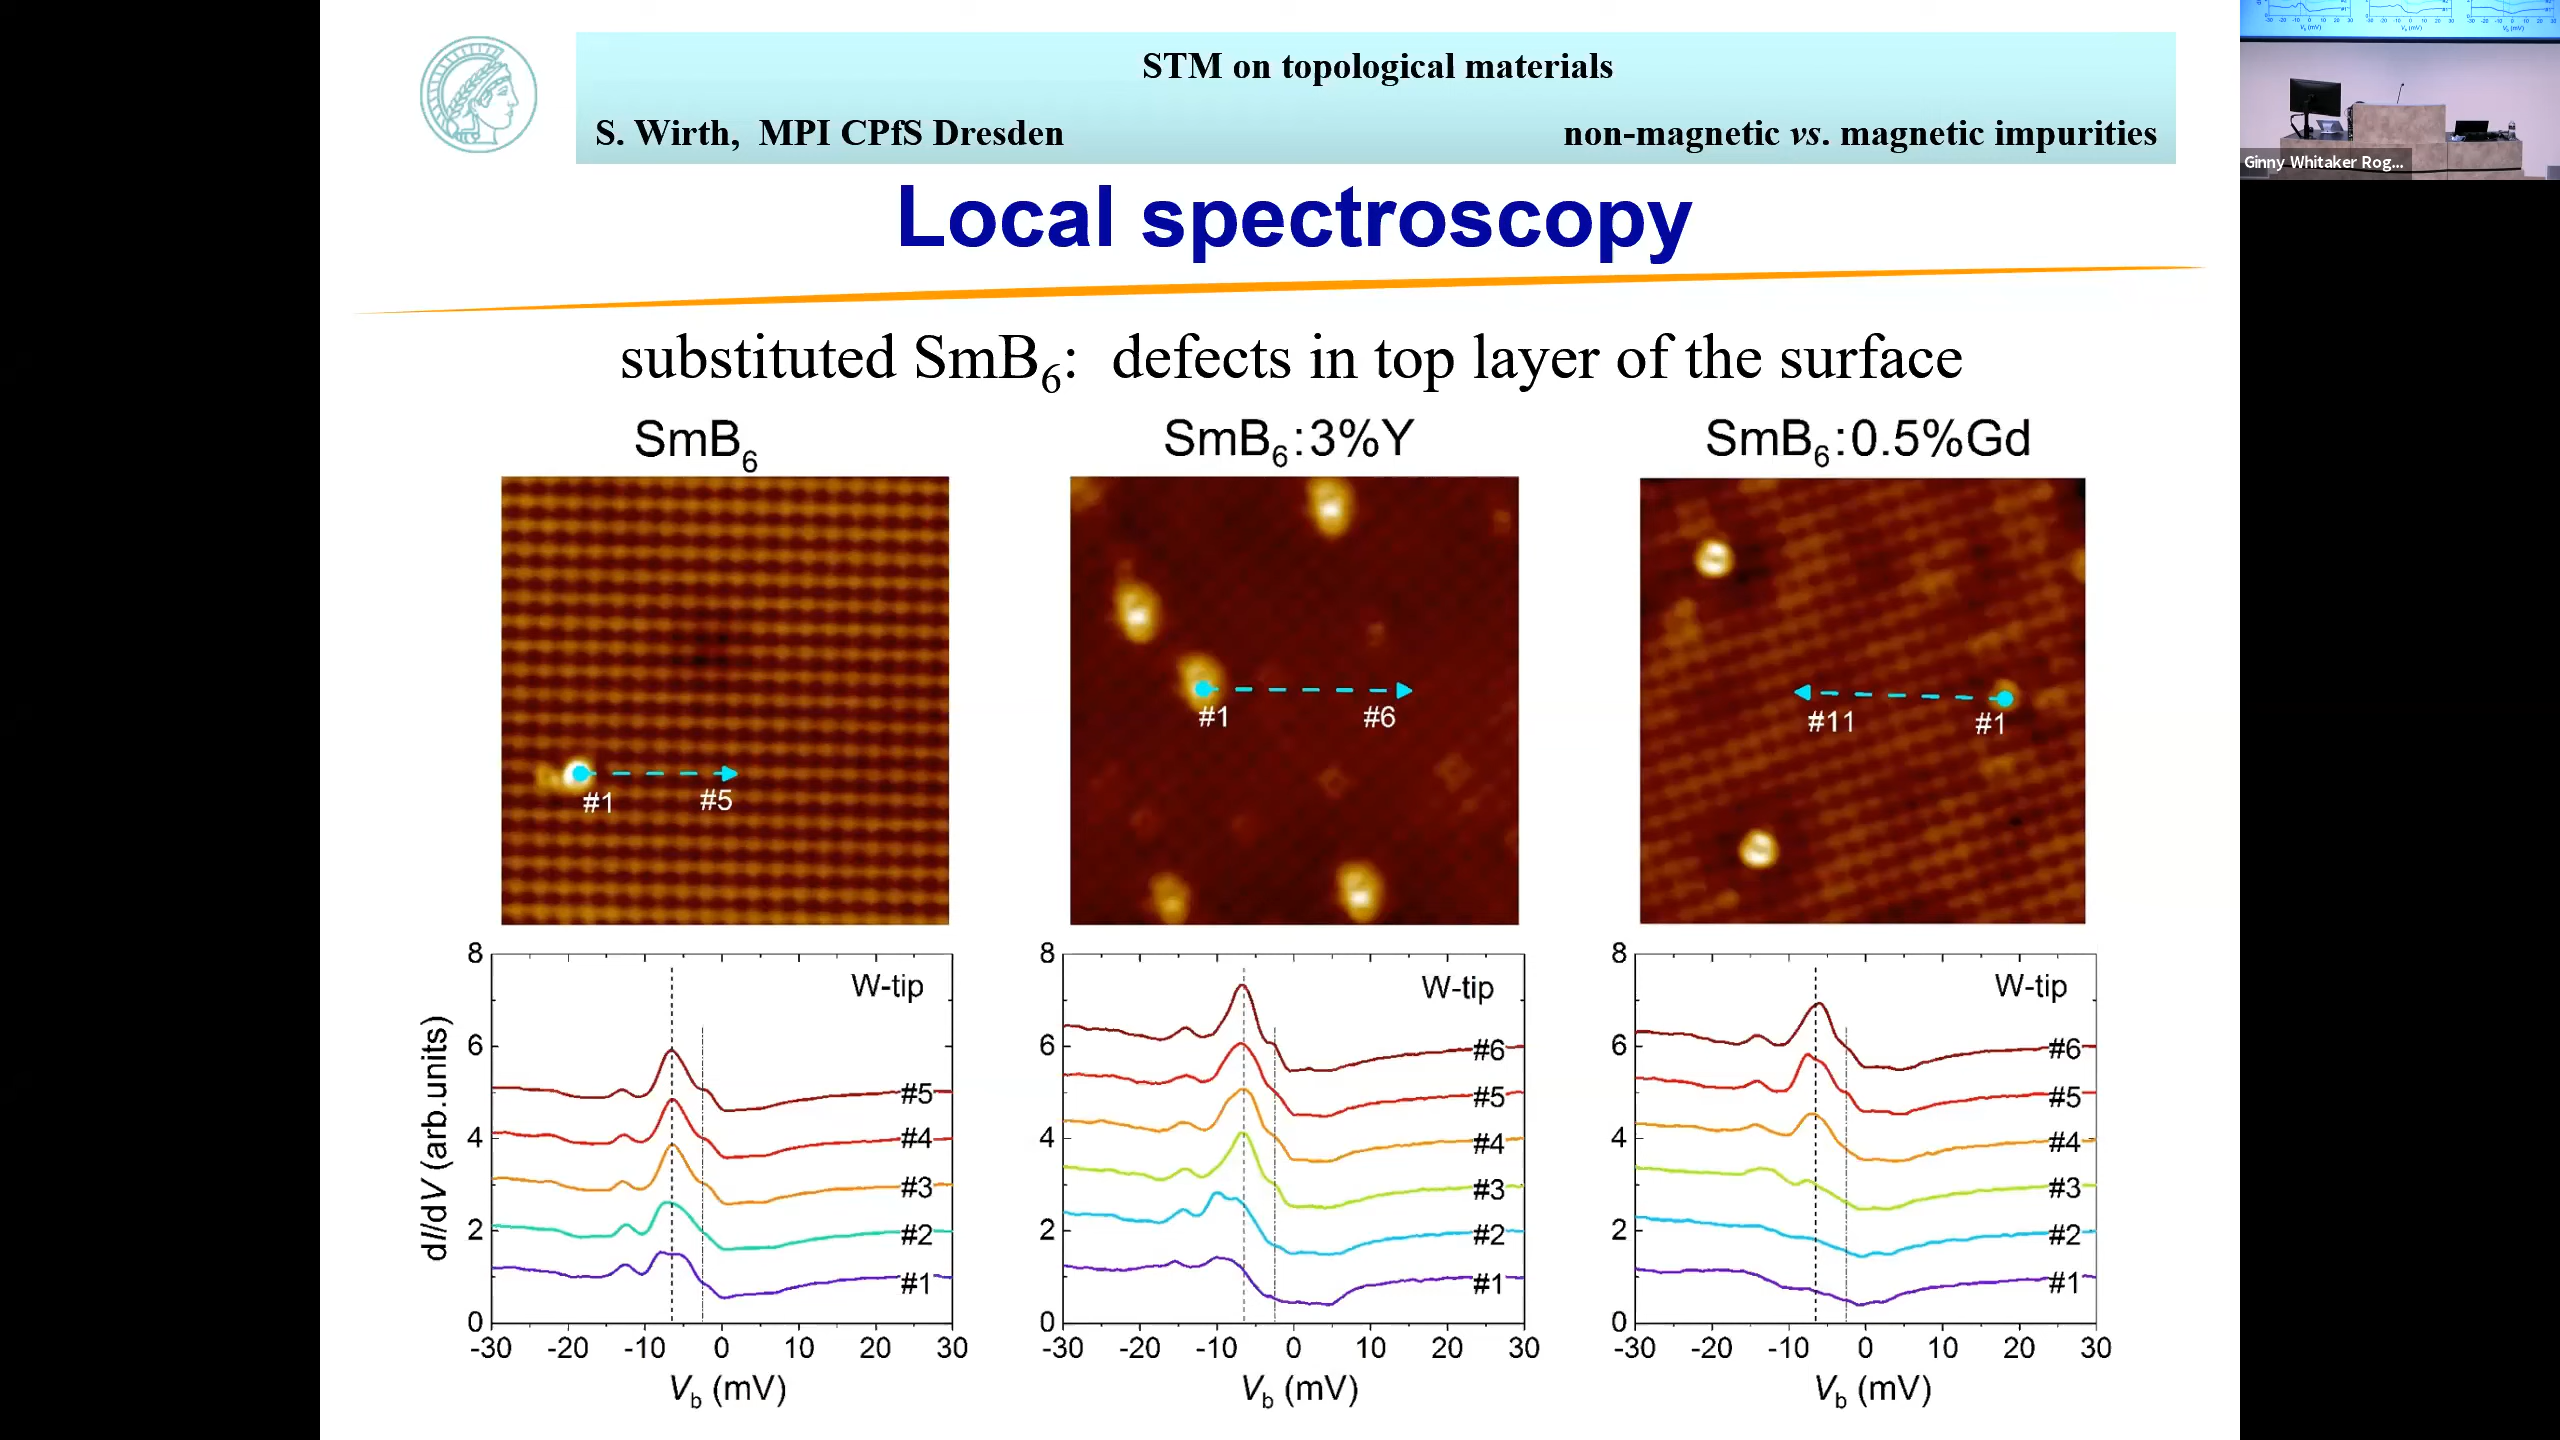 STM on topological materials
S. Wirth, MPI CPfS Dresden
non-magnetic vs. magnetic impurities
Ginny Whitaker Rog...
Local spectroscopy
substituted SmB6: defects in top layer of the surface
SmB6
SmB6:3%Y
SmB6:0.5%Gd
#1
#5
#1
#6
#11
#1
dI/dV (arb.units)
8
6
4
2
0
W-tip
#5
#4
#3
#2
#1
-30 -20 -10 0 10 20 30
Vb (mV)
8
6
4
2
0
W-tip
#6
#5
#4
#3
#2
#1
-30 -20 -10 0 10 20 30
Vb (mV)
8
6
4
2
0
W-tip
#6
#5
#4
#3
#2
#1
-30 -20 -10 0 10 20 30
Vb (mV)